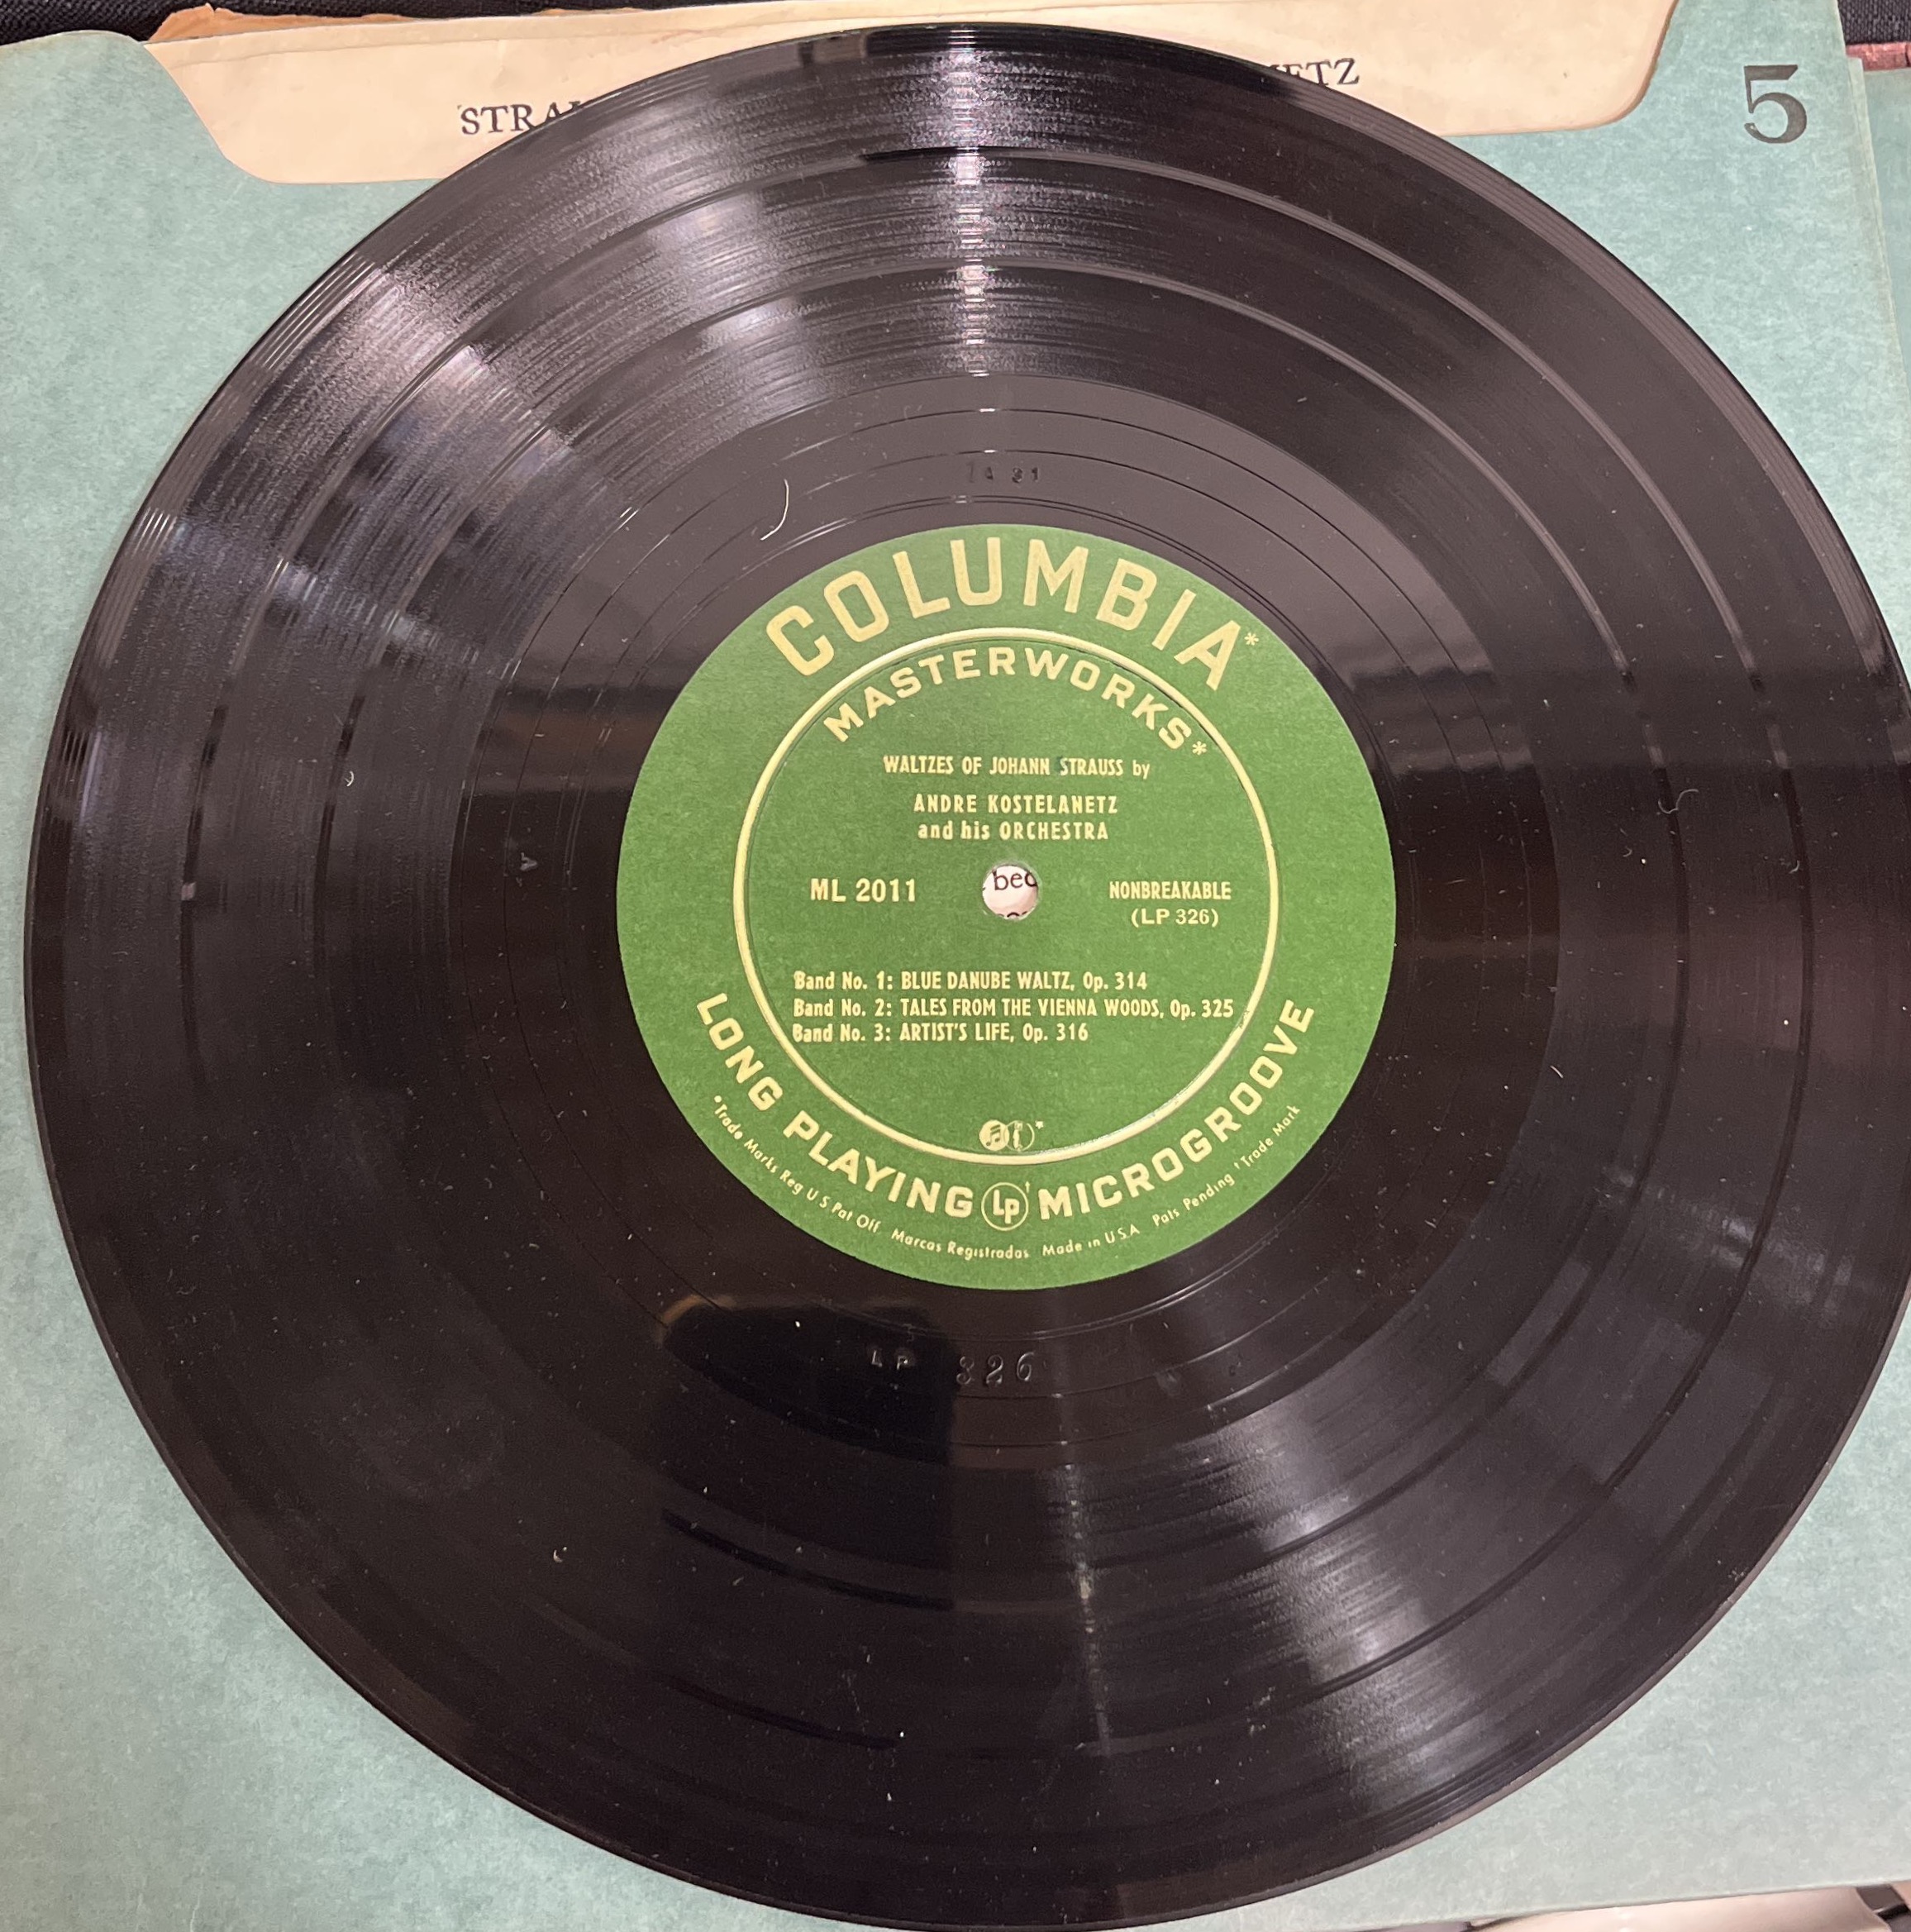 5
COLUMBIA*
MASTERWORKS*
WALTZES OF JOHANN STRAUSS by
ANDRE KOSTELANETZ
and his ORCHESTRA
ML 2011
bec
NONBREAKABLE
(LP 326)
Band No. 1: BLUE DANUBE WALTZ, Op. 314
Band No. 2: TALES FROM THE VIENNA WOODS, Op. 325
Band No. 3: ARTIST'S LIFE, Op. 316
LONG PLAYING Lp† MICROGROOVE
*Trade Marks Reg U S Pat Off. Marcas Registradas Made in U.S.A Pats Pending †Trade Mark
LP 326